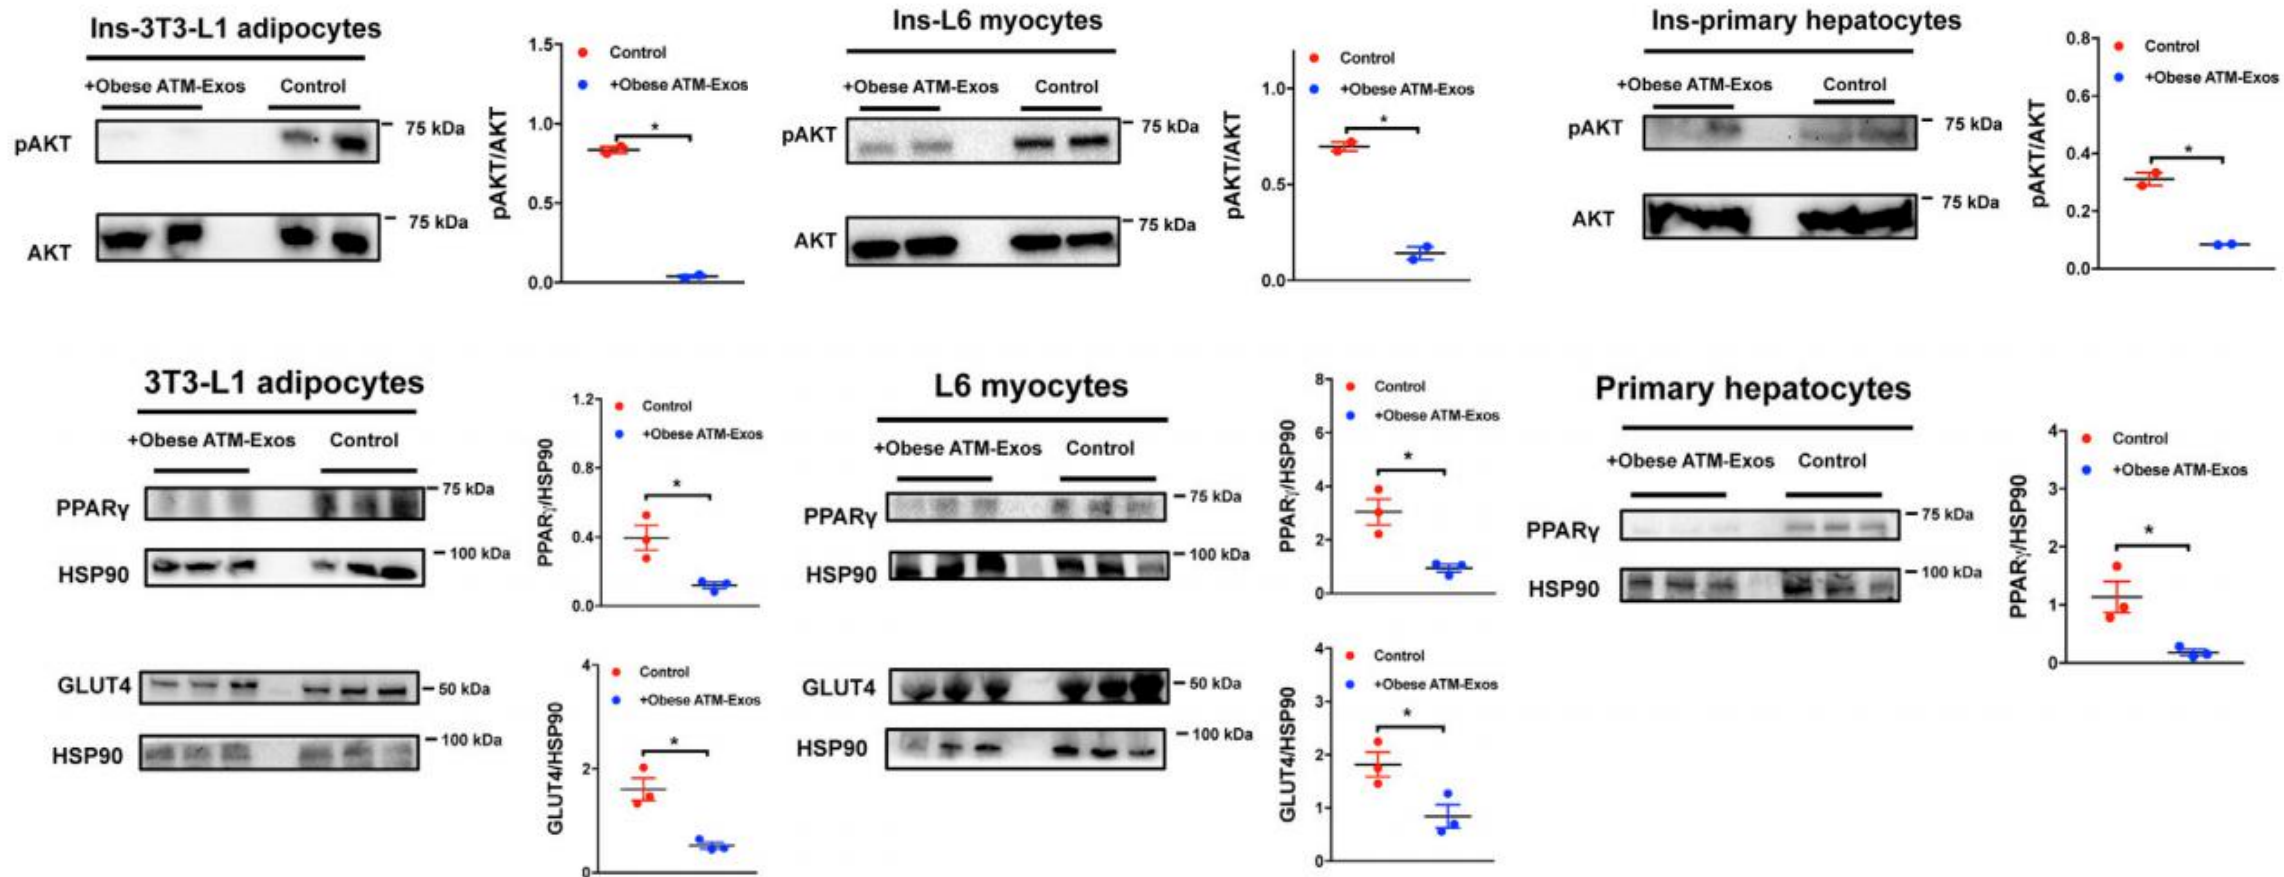 Ins-3T3-L1 adipocytes
+Obese ATM-Exos Control
pAKT
75 kDa
AKT
75 kDa
pAKT/AKT
1.5
1.0
0.5
0.0
Control
+Obese ATM-Exos
*
Ins-L6 myocytes
+Obese ATM-Exos Control
pAKT
75 kDa
AKT
75 kDa
pAKT/AKT
1.0
0.5
0.0
Control
+Obese ATM-Exos
*
Ins-primary hepatocytes
+Obese ATM-Exos Control
pAKT
75 kDa
AKT
75 kDa
pAKT/AKT
0.8
0.6
0.4
0.2
0.0
Control
+Obese ATM-Exos
*
3T3-L1 adipocytes
+Obese ATM-Exos Control
PPARγ
75 kDa
HSP90
100 kDa
PPARγ/HSP90
1.2
0.8
0.4
0.0
Control
+Obese ATM-Exos
*
GLUT4
50 kDa
HSP90
100 kDa
GLUT4/HSP90
4
2
0
Control
+Obese ATM-Exos
*
L6 myocytes
+Obese ATM-Exos Control
PPARγ
75 kDa
HSP90
100 kDa
PPARγ/HSP90
8
6
4
2
0
Control
+Obese ATM-Exos
*
GLUT4
50 kDa
HSP90
100 kDa
GLUT4/HSP90
4
3
2
1
0
Control
+Obese ATM-Exos
*
Primary hepatocytes
+Obese ATM-Exos Control
PPARγ
75 kDa
HSP90
100 kDa
PPARγ/HSP90
4
3
2
1
0
Control
+Obese ATM-Exos
*